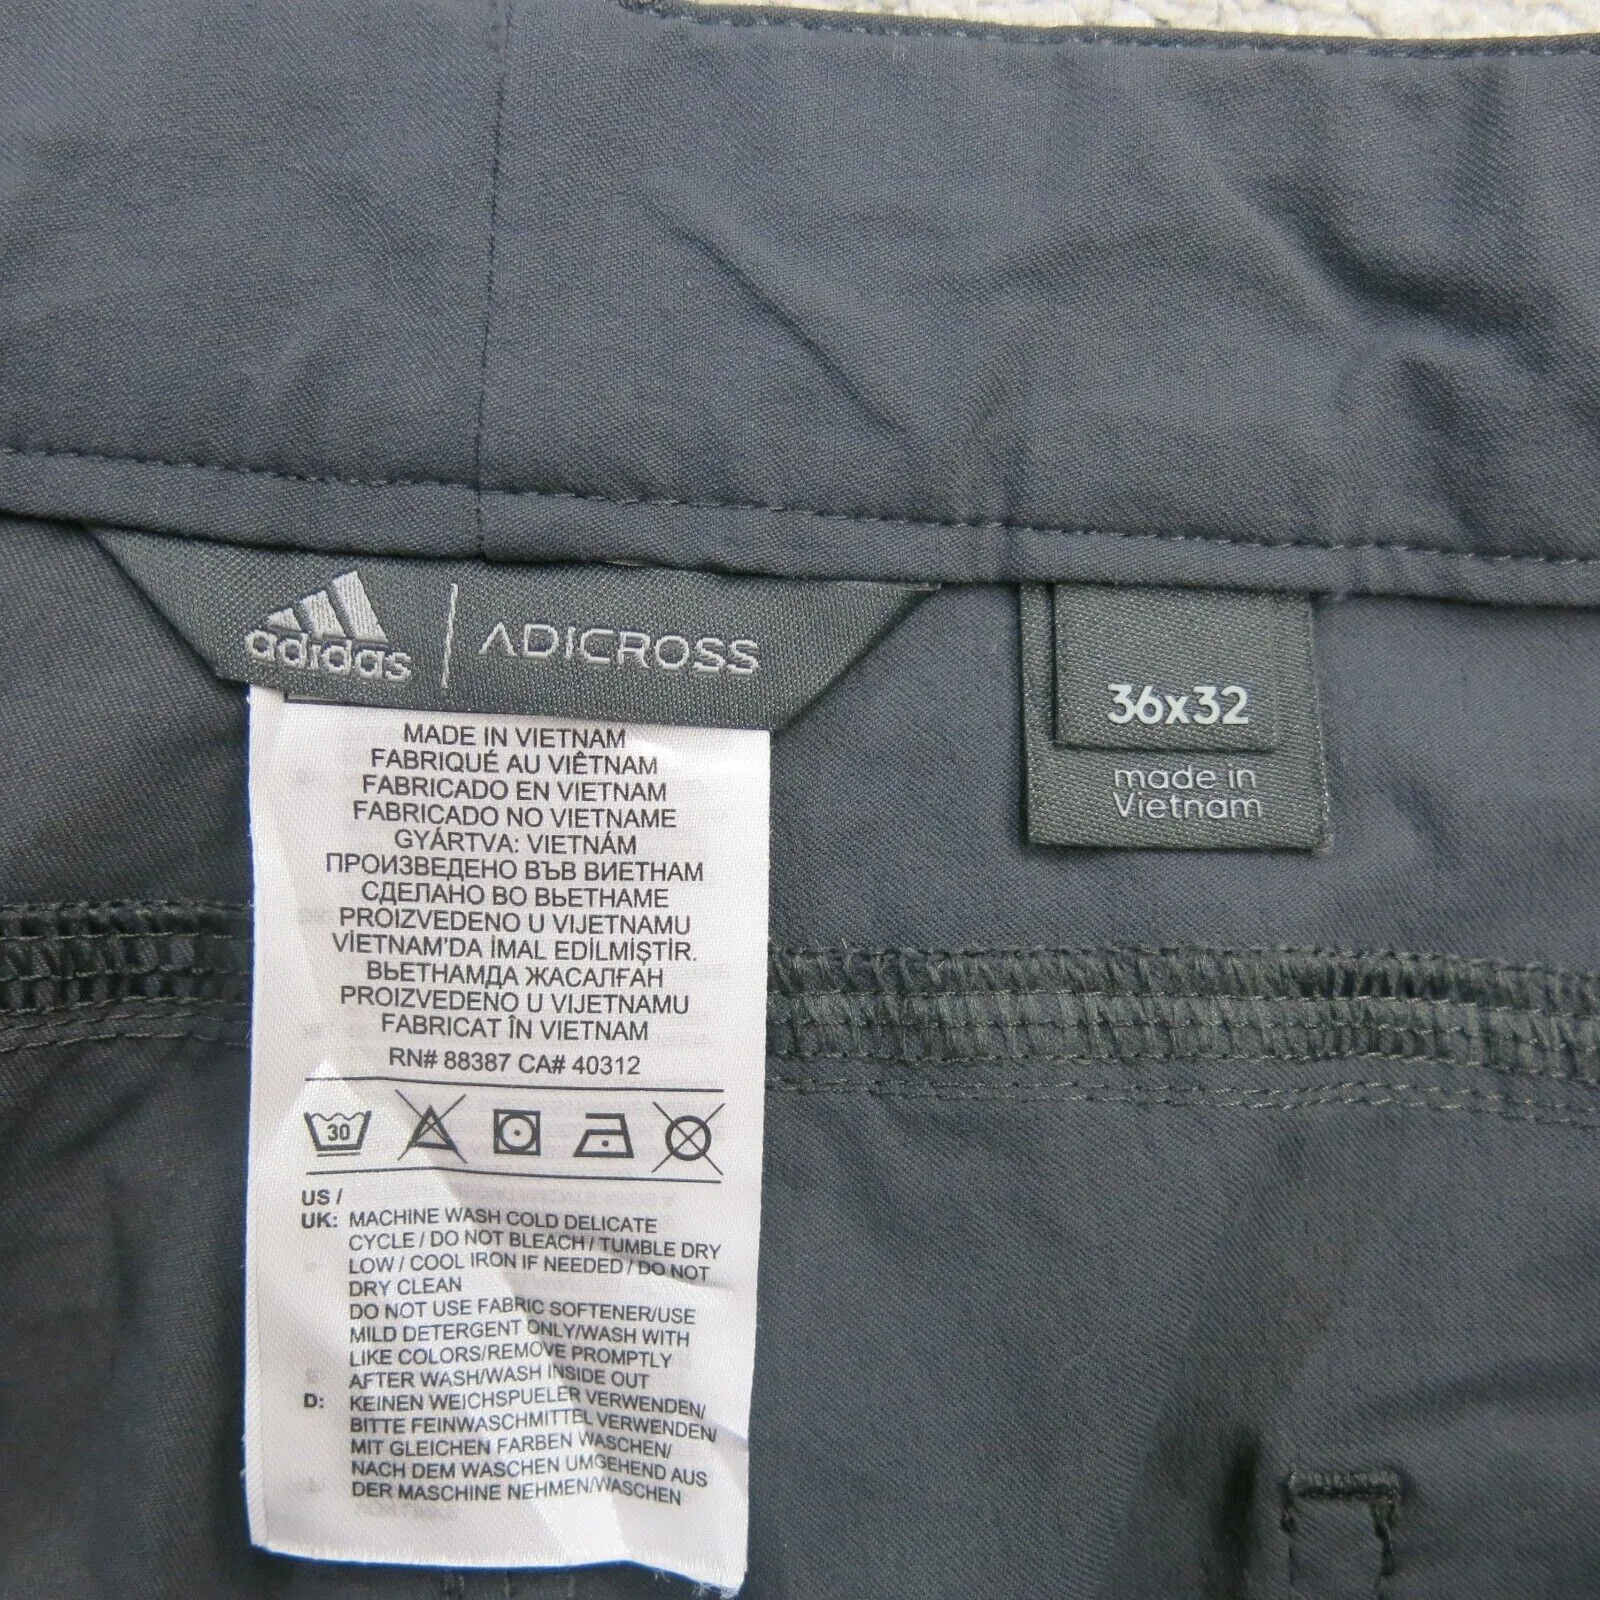 adidas | ADICROSS
36x32
made in
Vietnam
MADE IN VIETNAM
FABRIQUÉ AU VIÊTNAM
FABRICADO EN VIETNAM
FABRICADO NO VIETNAME
GYÁRTVA: VIETNÁM
ПРОИЗВЕДЕНО ВЪВ ВИЕТНАМ
СДЕЛАНО ВО ВЬЕТНАМЕ
PROIZVEDENO U VIJETNAMU
VİETNAM'DA İMAL EDİLMİŞTİR.
ВЬЕТНАМДА ЖАСАЛҒАН
PROIZVEDENO U VIJETNAMU
FABRICAT ÎN VIETNAM
RN# 88387 CA# 40312
30
US /
UK: MACHINE WASH COLD DELICATE
CYCLE / DO NOT BLEACH / TUMBLE DRY
LOW / COOL IRON IF NEEDED / DO NOT
DRY CLEAN
DO NOT USE FABRIC SOFTENER/USE
MILD DETERGENT ONLY/WASH WITH
LIKE COLORS/REMOVE PROMPTLY
AFTER WASH/WASH INSIDE OUT
D: KEINEN WEICHSPUELER VERWENDEN/
BITTE FEINWASCHMITTEL VERWENDEN/
MIT GLEICHEN FARBEN WASCHEN/
NACH DEM WASCHEN UMGEHEND AUS
DER MASCHINE NEHMEN/WASCHEN